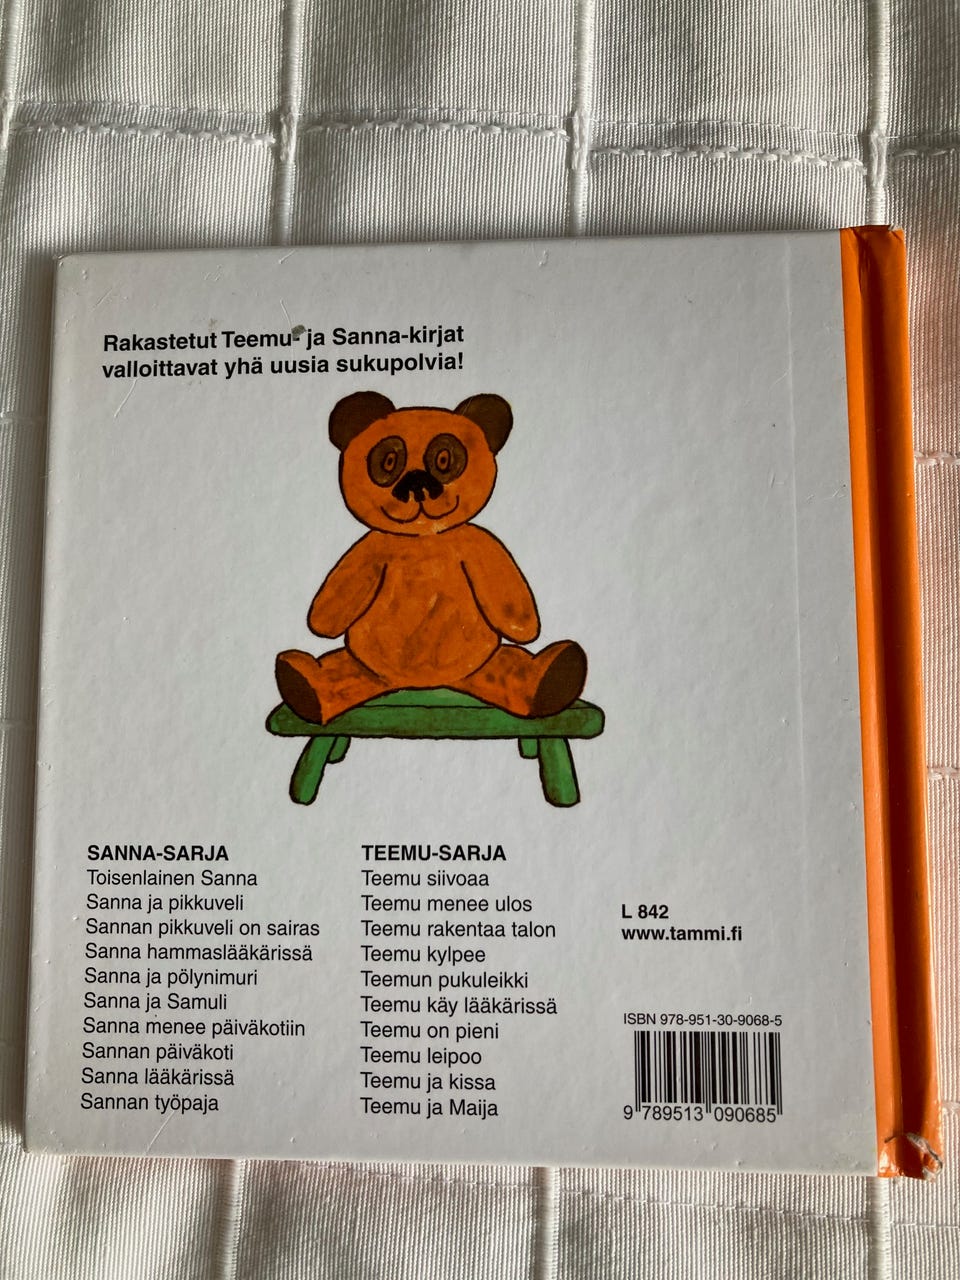 Rakastetut Teemu- ja Sanna-kirjat
valloittavat yhä uusia sukupolvia!
SANNA-SARJA
Toisenlainen Sanna
Sanna ja pikkuveli
Sannan pikkuveli on sairas
Sanna hammaslääkärissä
Sanna ja pölynimuri
Sanna ja Samuli
Sanna menee päiväkotiin
Sannan päiväkoti
Sanna lääkärissä
Sannan työpaja
TEEMU-SARJA
Teemu siivoaa
Teemu menee ulos
Teemu rakentaa talon
Teemu kylpee
Teemun pukuleikki
Teemu käy lääkärissä
Teemu on pieni
Teemu leipoo
Teemu ja kissa
Teemu ja Maija
L 842
www.tammi.fi
ISBN 978-951-30-9068-5
9 789513 090685